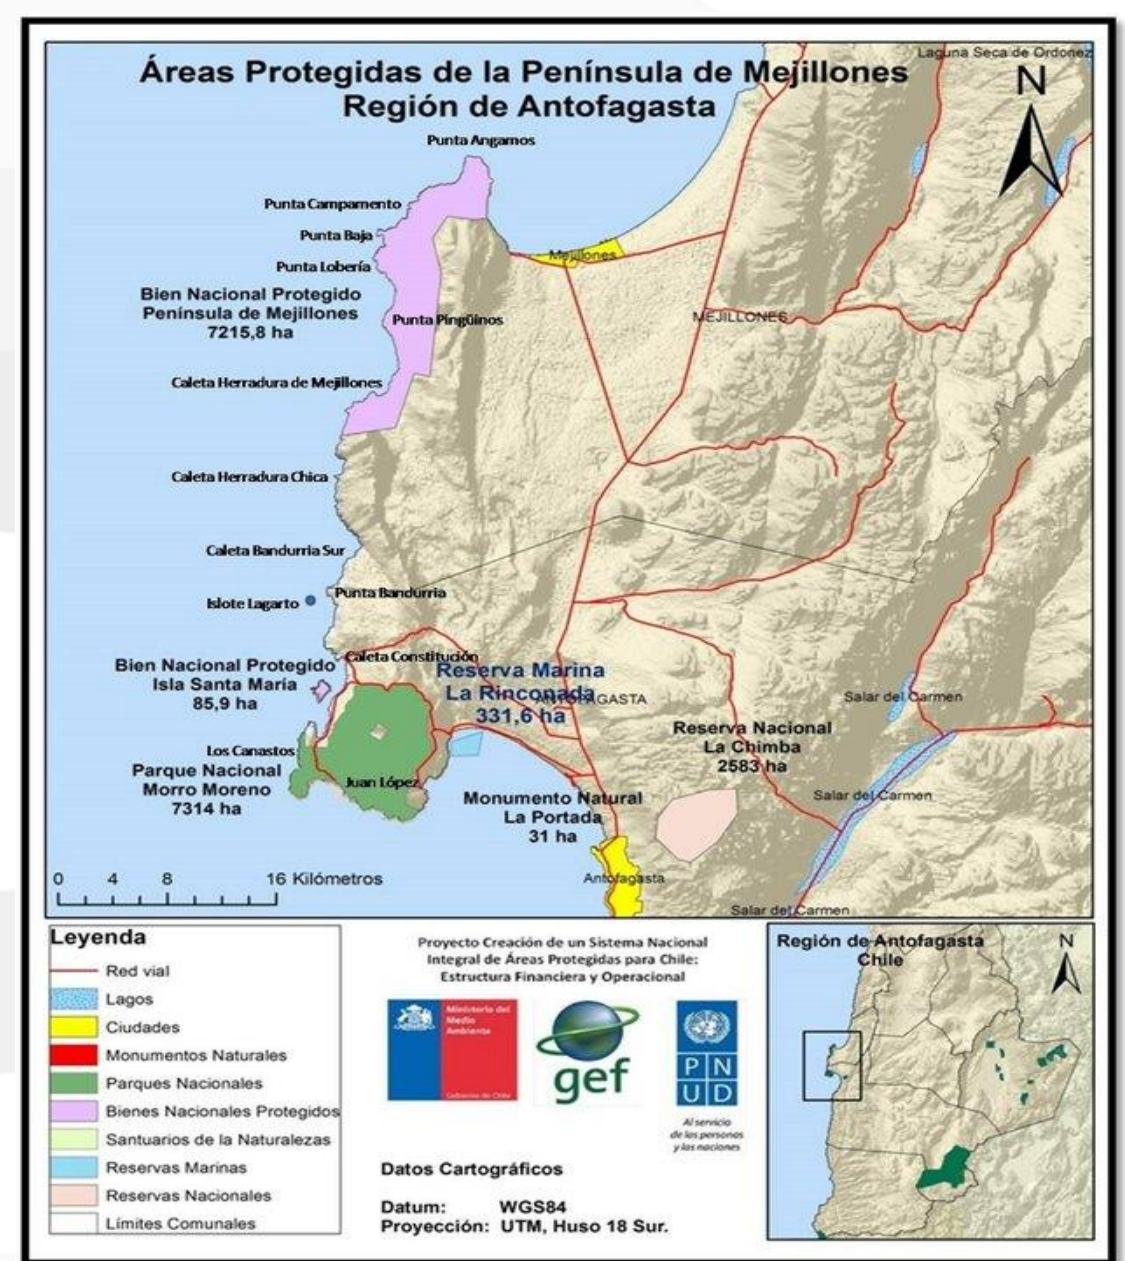 Áreas Protegidas de la Península de Mejillones
Región de Antofagasta
Laguna Seca de Ordonez
N
Punta Angamos
Punta Campamento
Punta Baja
Punta Lobería
Bien Nacional Protegido
Península de Mejillones
7215,8 ha
Mejillones
MEJILLONES
Punta Pingüinos
Caleta Herradura de Mejillones
Caleta Herradura Chica
Caleta Bandurria Sur
Punta Bandurria
Islote Lagarto
Caleta Constitución
Bien Nacional Protegido
Isla Santa María
85,9 ha
Reserva Marina
La Rinconada
331,6 ha
ANTOFAGASTA
Salar del Carmen
Reserva Nacional
La Chimba
2583 ha
Los Canastos
Parque Nacional
Morro Moreno
7314 ha
Juan López
Monumento Natural
La Portada
31 ha
Salar del Carmen
Antofagasta
Salar del Carmen
0 4 8 16 Kilómetros
Leyenda
Red vial
Lagos
Ciudades
Monumentos Naturales
Parques Nacionales
Bienes Nacionales Protegidos
Santuarios de la Naturalezas
Reservas Marinas
Reservas Nacionales
Límites Comunales
Proyecto Creación de un Sistema Nacional
Integral de Áreas Protegidas para Chile:
Estructura Financiera y Operacional
Ministerio del
Medio
Ambiente
Gobierno de Chile
gef
P N
U D
Al servicio
de las personas
y las naciones
Datos Cartográficos
Datum: WGS84
Proyección: UTM, Huso 18 Sur.
Región de Antofagasta
Chile
N